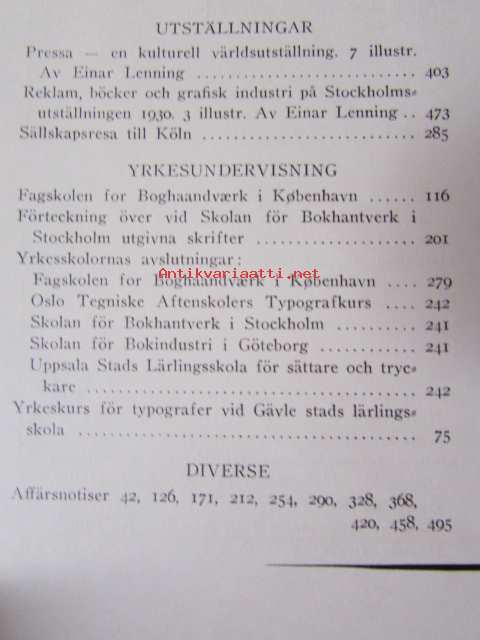 UTSTÄLLNINGAR
Pressa — en kulturell världsutställning. 7 illustr.
Av Einar Lenning .......................... 403
Reklam, böcker och grafisk industri på Stockholms-
utställningen 1930. 3 illustr. Av Einar Lenning .. 473
Sällskapsresa till Köln .......................... 285
YRKESUNDERVISNING
Fagskolen for Boghaandværk i København ...... 116
Förteckning över vid Skolan för Bokhantverk i
Stockholm utgivna skrifter .................. 201
Yrkesskolornas avslutningar:
Antikvariaatti.net
Fagskolen for Boghaandværk i København .... 279
Oslo Tegniske Aftenskolers Typografkurs .... 242
Skolan för Bokhantverk i Stockholm .......... 241
Skolan för Bokindustri i Göteborg ............ 241
Uppsala Stads Lärlingsskola för sättare och tryc-
kare ...................................... 242
Yrkeskurs för typografer vid Gävle stads lärlings-
skola ........................................ 75
DIVERSE
Affärsnotiser 42, 126, 171, 212, 254, 290, 328, 368,
420, 458, 495